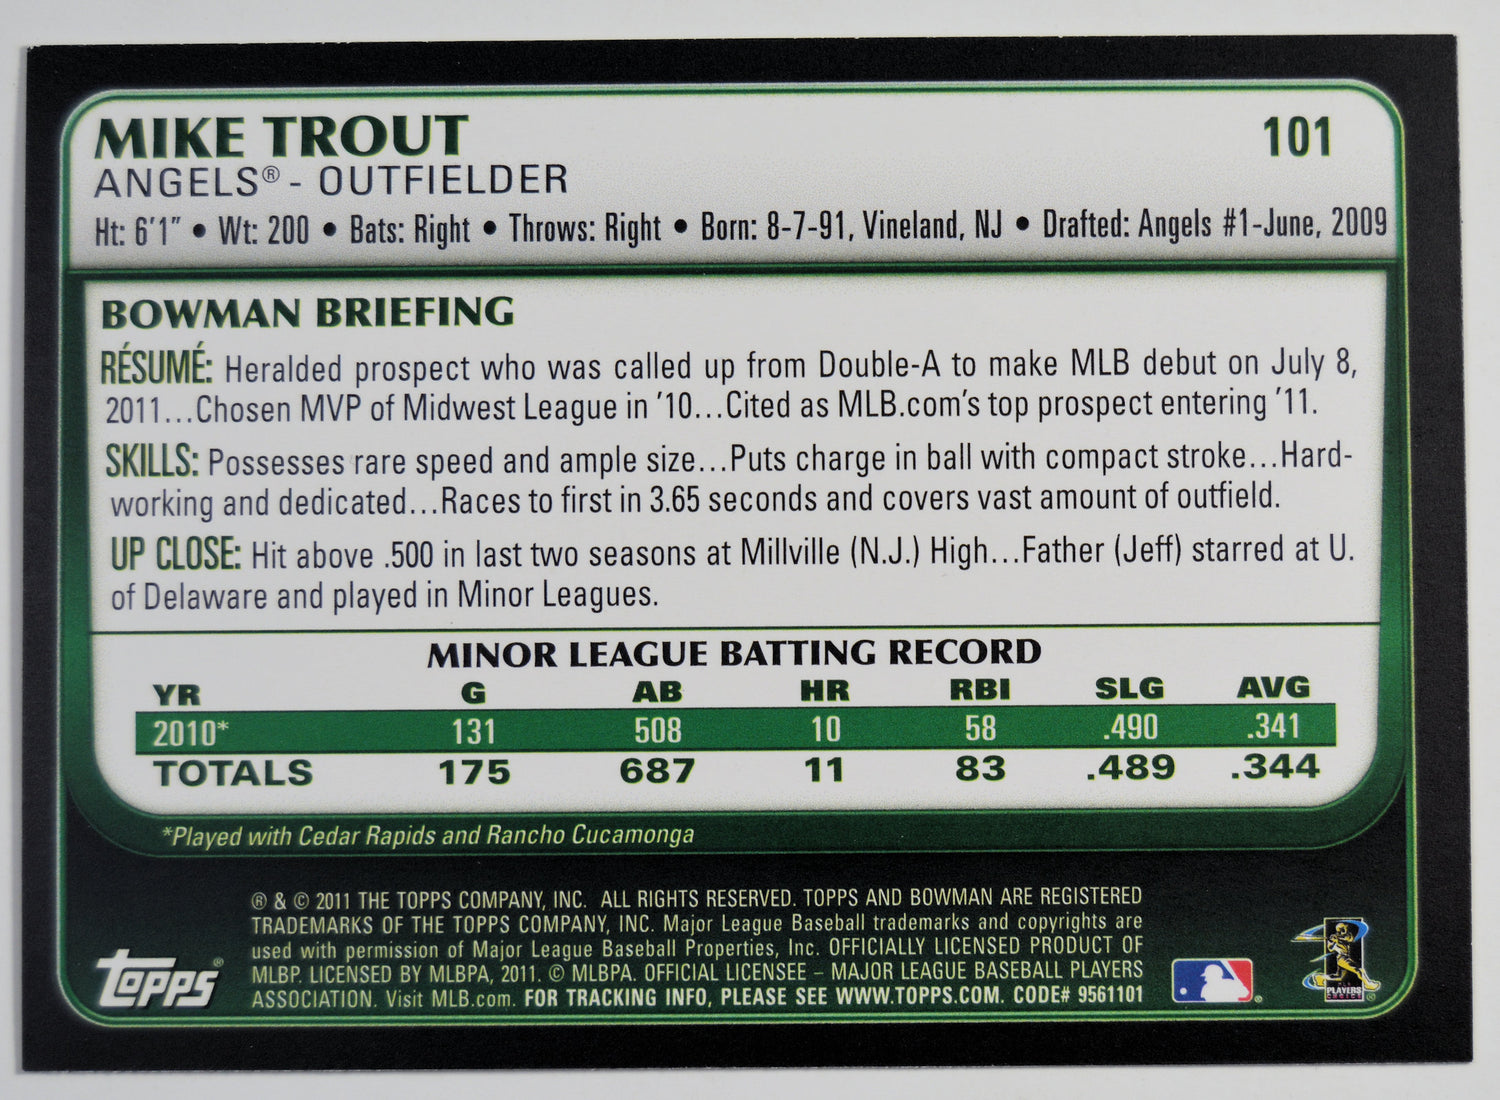 MIKE TROUT
101
ANGELS® - OUTFIELDER
Ht: 6'1" • Wt: 200 • Bats: Right • Throws: Right • Born: 8-7-91, Vineland, NJ • Drafted: Angels #1-June, 2009
BOWMAN BRIEFING
RÉSUMÉ: Heralded prospect who was called up from Double-A to make MLB debut on July 8,
2011...Chosen MVP of Midwest League in '10...Cited as MLB.com's top prospect entering '11.
SKILLS: Possesses rare speed and ample size...Puts charge in ball with compact stroke...Hard-
working and dedicated...Races to first in 3.65 seconds and covers vast amount of outfield.
UP CLOSE: Hit above .500 in last two seasons at Millville (N.J.) High...Father (Jeff) starred at U.
of Delaware and played in Minor Leagues.
MINOR LEAGUE BATTING RECORD
YR G AB HR RBI SLG AVG
2010* 131 508 10 58 .490 .341
TOTALS 175 687 11 83 .489 .344
*Played with Cedar Rapids and Rancho Cucamonga
® & © 2011 THE TOPPS COMPANY, INC. ALL RIGHTS RESERVED. TOPPS AND BOWMAN ARE REGISTERED
TRADEMARKS OF THE TOPPS COMPANY, INC. Major League Baseball trademarks and copyrights are
used with permission of Major League Baseball Properties, Inc. OFFICIALLY LICENSED PRODUCT OF
MLBP. LICENSED BY MLBPA, 2011. © MLBPA. OFFICIAL LICENSEE – MAJOR LEAGUE BASEBALL PLAYERS
ASSOCIATION. Visit MLB.com. FOR TRACKING INFO, PLEASE SEE WWW.TOPPS.COM. CODE# 9561101
Topps®
®
PLAYERS
CHOICE ®